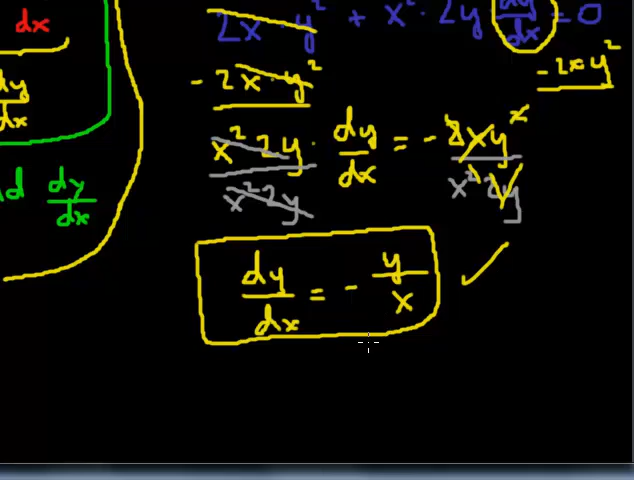 dx
2x y² + x² · 2y dy/dx = 0
- 2x · y²
- 2xy²
dy/dx
x² 2y · dy/dx = - 2xy² / x² 2y
x² 2y
d dy/dx
dy/dx = - y/x